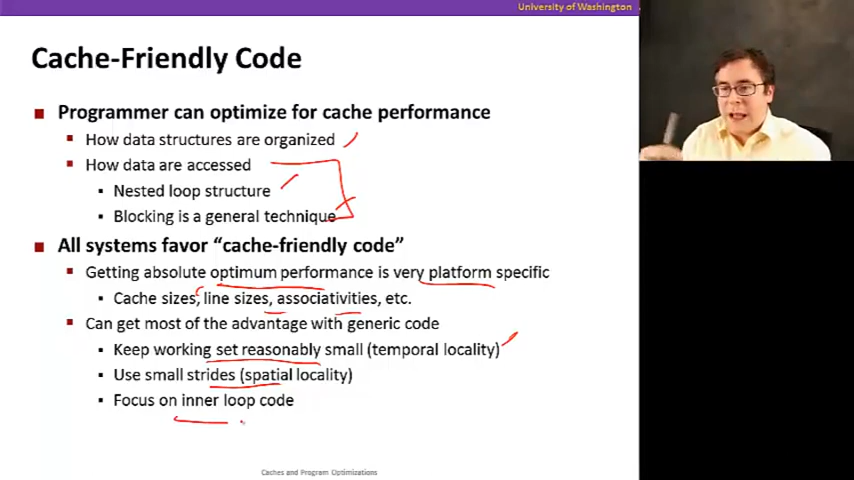 University of Washington
Cache-Friendly Code
Programmer can optimize for cache performance
How data structures are organized
How data are accessed
Nested loop structure
Blocking is a general technique
All systems favor “cache-friendly code”
Getting absolute optimum performance is very platform specific
Cache sizes, line sizes, associativities, etc.
Can get most of the advantage with generic code
Keep working set reasonably small (temporal locality)
Use small strides (spatial locality)
Focus on inner loop code
Caches and Program Optimizations